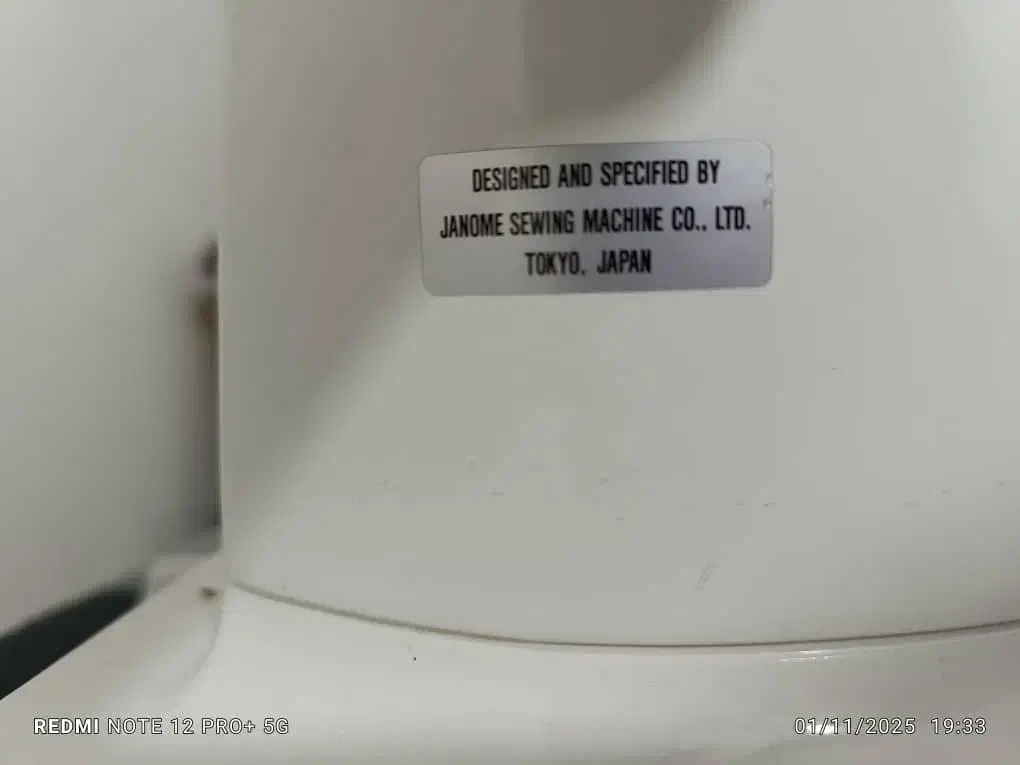 DESIGNED AND SPECIFIED BY
JANOME SEWING MACHINE CO., LTD.
TOKYO, JAPAN
REDMI NOTE 12 PRO+ 5G
01/11/2025 19:33